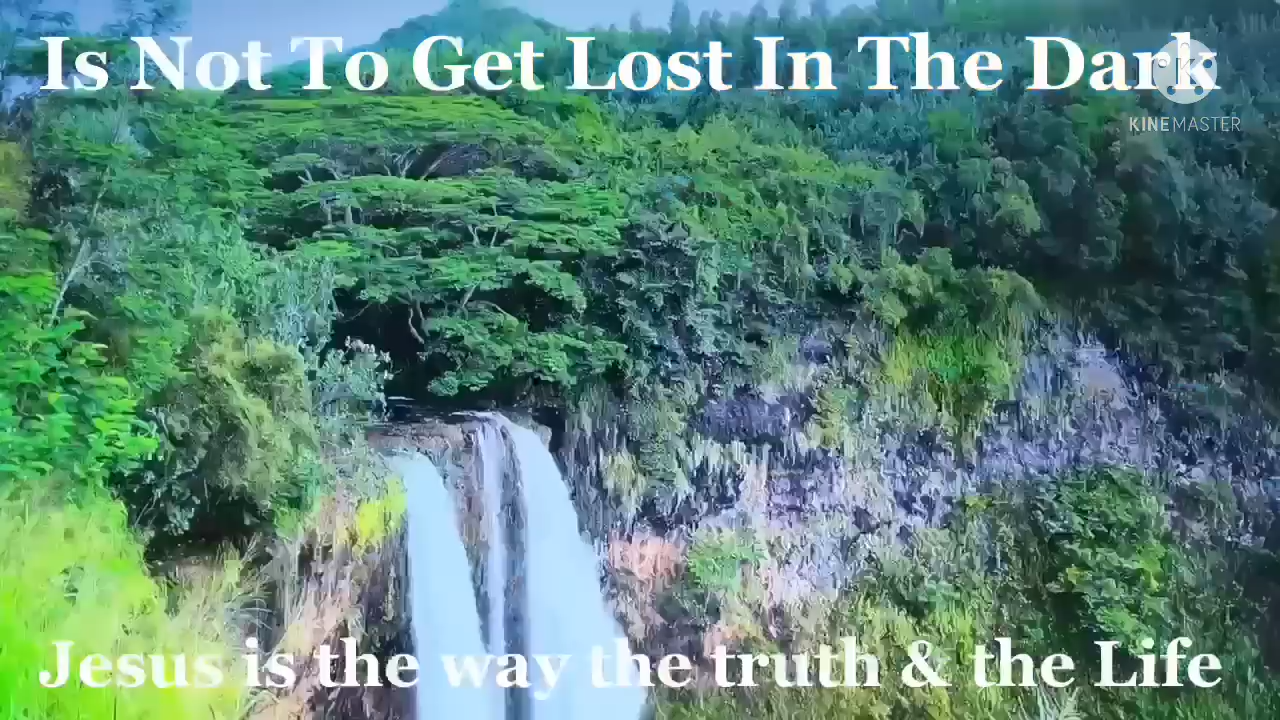 Is Not To Get Lost In The Dark
K
KINEMASTER
Jesus is the way the truth & the Life